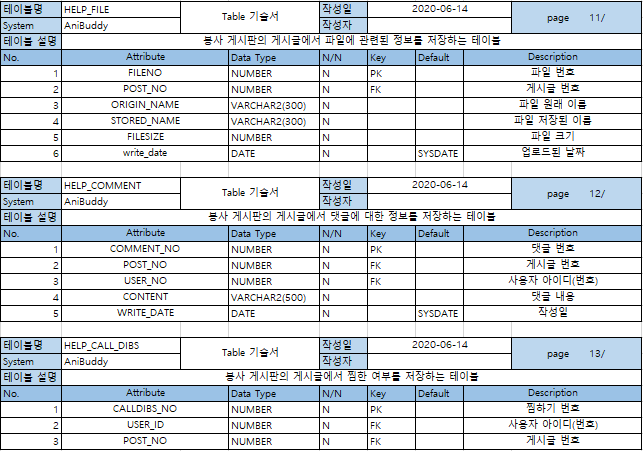 테이블명 HELP_FILE Table 기술서 작성일 2020-06-14 page 11/
System AniBuddy 작성자
테이블 설명 봉사 게시판의 게시글에서 파일에 관련된 정보를 저장하는 테이블
No. Attribute Data Type N/N Key Default Description
1 FILENO NUMBER N PK 파일 번호
2 POST_NO NUMBER N FK 게시글 번호
3 ORIGIN_NAME VARCHAR2(300) N 파일 원래 이름
4 STORED_NAME VARCHAR2(300) N 파일 저장된 이름
5 FILESIZE NUMBER N 파일 크기
6 write_date DATE N SYSDATE 업로드된 날짜
테이블명 HELP_COMMENT Table 기술서 작성일 2020-06-14 page 12/
System AniBuddy 작성자
테이블 설명 봉사 게시판의 게시글에서 댓글에 대한 정보를 저장하는 테이블
No. Attribute Data Type N/N Key Default Description
1 COMMENT_NO NUMBER N PK 댓글 번호
2 POST_NO NUMBER N FK 게시글 번호
3 USER_NO NUMBER N FK 사용자 아이디(번호)
4 CONTENT VARCHAR2(500) N 댓글 내용
5 WRITE_DATE DATE N SYSDATE 작성일
테이블명 HELP_CALL_DIBS Table 기술서 작성일 2020-06-14 page 13/
System AniBuddy 작성자
테이블 설명 봉사 게시판의 게시글에서 찜한 여부를 저장하는 테이블
No. Attribute Data Type N/N Key Default Description
1 CALLDIBS_NO NUMBER N PK 찜하기 번호
2 USER_ID NUMBER N FK 사용자 아이디(번호)
3 POST_NO NUMBER N FK 게시글 번호